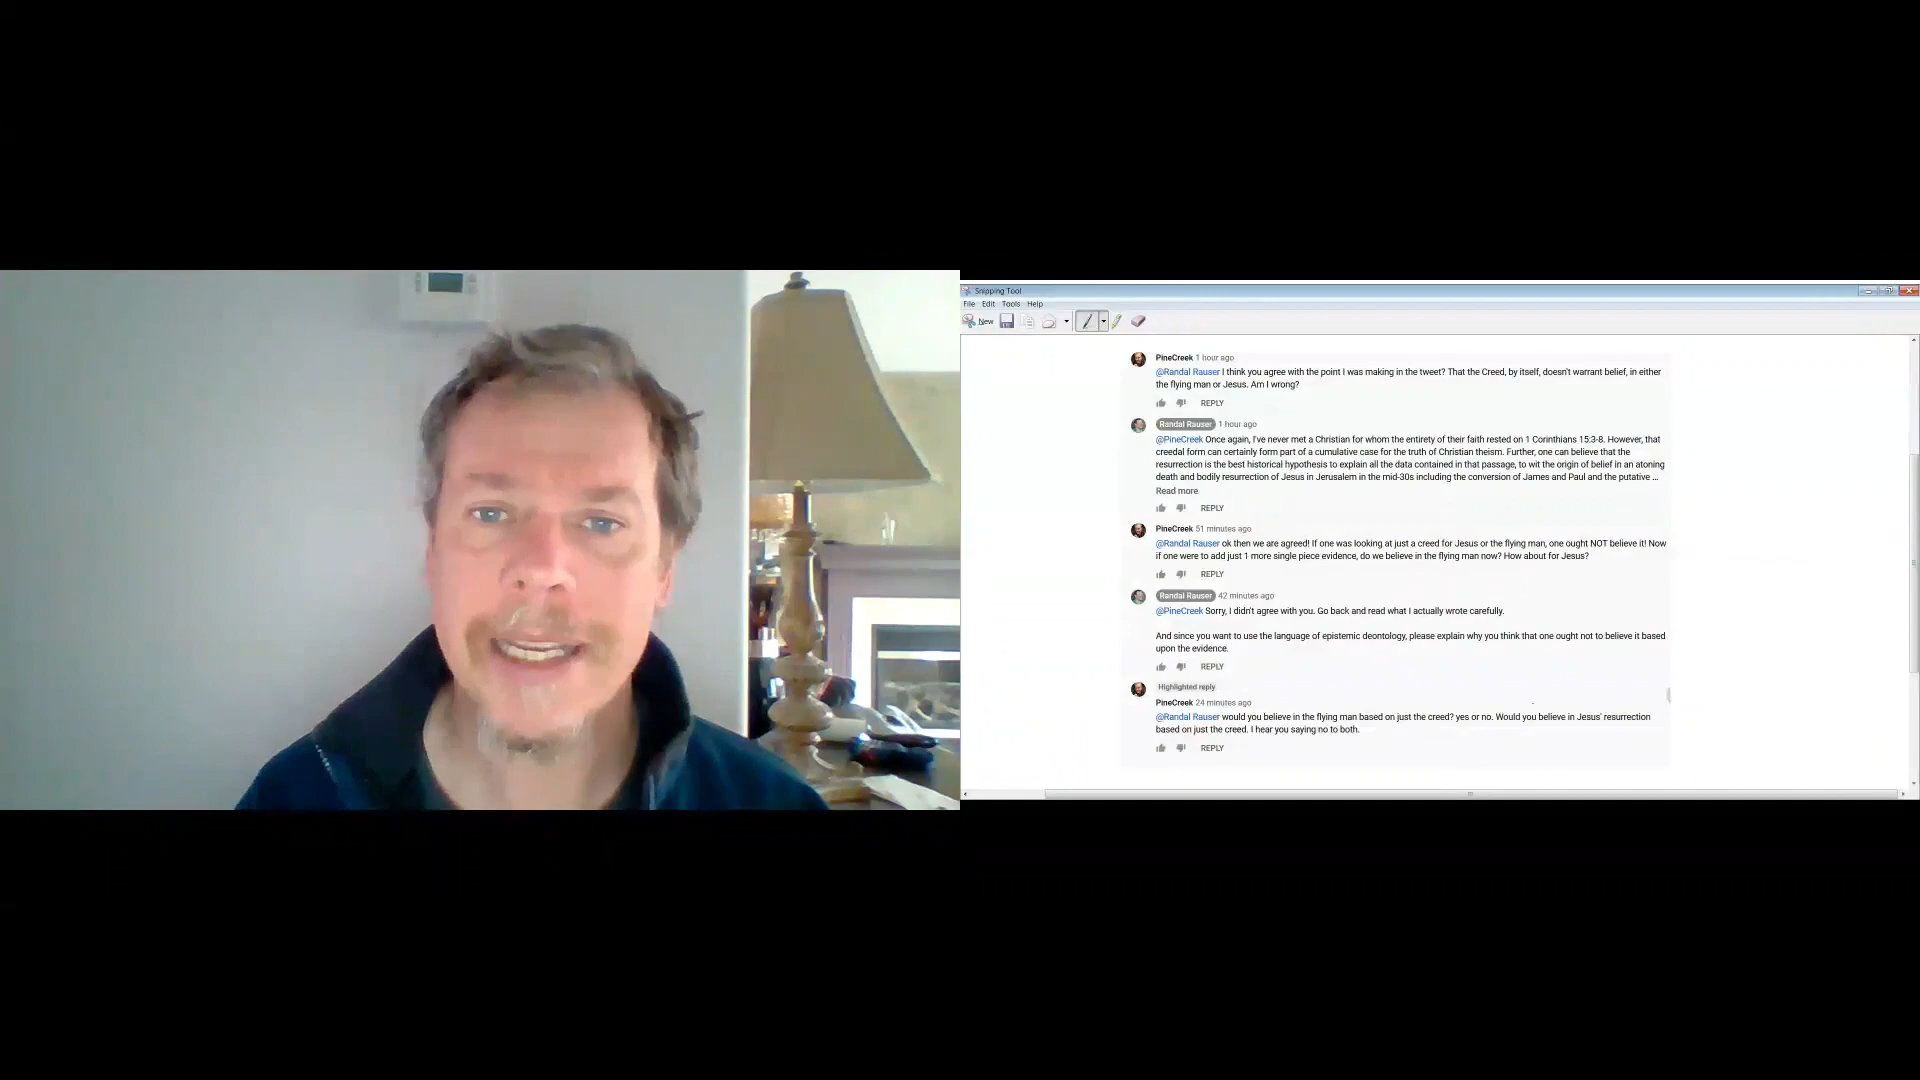 Snipping Tool
File Edit Tools Help
New
PineCreek 1 hour ago
@Randal Rauser I think you agree with the point I was making in the tweet? That the Creed, by itself, doesn't warrant belief, in either
the flying man or Jesus. Am I wrong?
REPLY
Randal Rauser 1 hour ago
@PineCreek Once again, I've never met a Christian for whom the entirety of their faith rested on 1 Corinthians 15:3-8. However, that
creedal form can certainly form part of a cumulative case for the truth of Christian theism. Further, one can believe that the
resurrection is the best historical hypothesis to explain all the data contained in that passage, to wit the origin of belief in an atoning
death and bodily resurrection of Jesus in Jerusalem in the mid-30s including the conversion of James and Paul and the putative ...
Read more
REPLY
PineCreek 51 minutes ago
@Randal Rauser ok then we are agreed! If one was looking at just a creed for Jesus or the flying man, one ought NOT believe it! Now
if one were to add just 1 more single piece evidence, do we believe in the flying man now? How about for Jesus?
REPLY
Randal Rauser 42 minutes ago
@PineCreek Sorry, I didn't agree with you. Go back and read what I actually wrote carefully.
And since you want to use the language of epistemic deontology, please explain why you think that one ought not to believe it based
upon the evidence.
REPLY
Highlighted reply
PineCreek 24 minutes ago
@Randal Rauser would you believe in the flying man based on just the creed? yes or no. Would you believe in Jesus' resurrection
based on just the creed. I hear you saying no to both.
REPLY